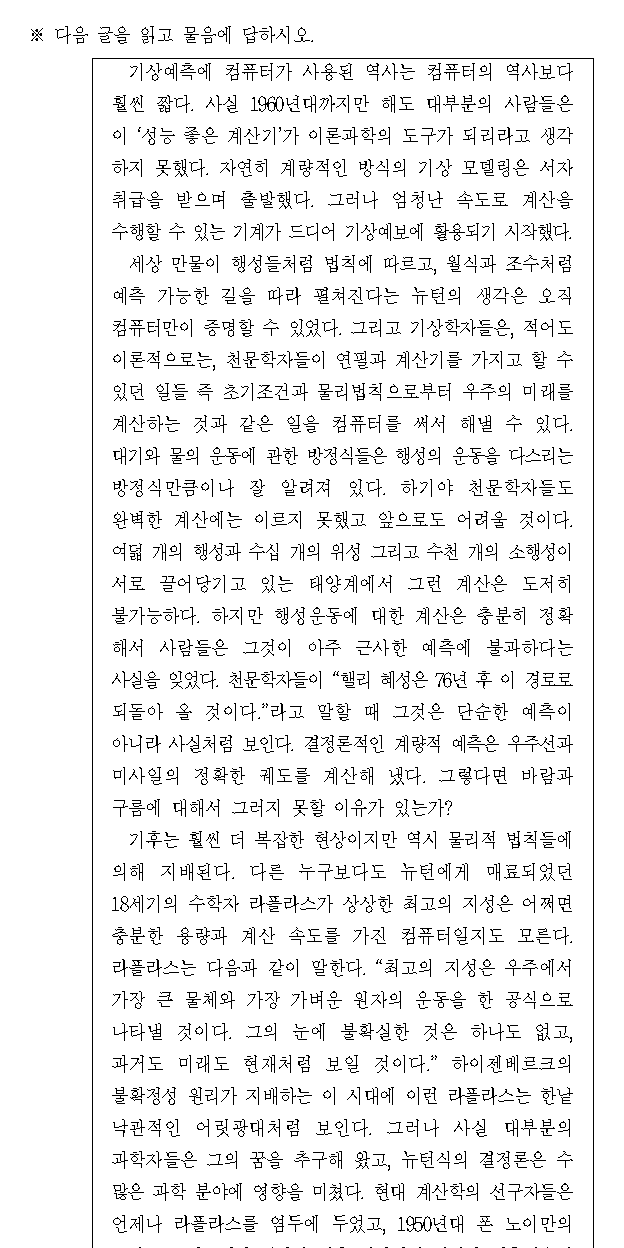 ※ 다음 글을 읽고 물음에 답하시오.
기상예측에 컴퓨터가 사용된 역사는 컴퓨터의 역사보다
훨씬 짧다. 사실 1960년대까지만 해도 대부분의 사람들은
이 ‘성능 좋은 계산기’가 이론과학의 도구가 되리라고 생각
하지 못했다. 자연히 계량적인 방식의 기상 모델링은 서자
취급을 받으며 출발했다. 그러나 엄청난 속도로 계산을
수행할 수 있는 기계가 드디어 기상예보에 활용되기 시작했다.
세상 만물이 행성들처럼 법칙에 따르고, 월식과 조수처럼
예측 가능한 길을 따라 펼쳐진다는 뉴턴의 생각은 오직
컴퓨터만이 증명할 수 있었다. 그리고 기상학자들은, 적어도
이론적으로는, 천문학자들이 연필과 계산기를 가지고 할 수
있던 일들 즉 초기조건과 물리법칙으로부터 우주의 미래를
계산하는 것과 같은 일을 컴퓨터를 써서 해낼 수 있다.
대기와 물의 운동에 관한 방정식들은 행성의 운동을 다스리는
방정식만큼이나 잘 알려져 있다. 하기야 천문학자들도
완벽한 계산에는 이르지 못했고 앞으로도 어려울 것이다.
여덟 개의 행성과 수십 개의 위성 그리고 수천 개의 소행성이
서로 끌어당기고 있는 태양계에서 그런 계산은 도저히
불가능하다. 하지만 행성운동에 대한 계산은 충분히 정확
해서 사람들은 그것이 아주 근사한 예측에 불과하다는
사실을 잊었다. 천문학자들이 “핼리 혜성은 76년 후 이 경로로
되돌아 올 것이다.”라고 말할 때 그것은 단순한 예측이
아니라 사실처럼 보인다. 결정론적인 계량적 예측은 우주선과
미사일의 정확한 궤도를 계산해 냈다. 그렇다면 바람과
구름에 대해서 그러지 못할 이유가 있는가?
기후는 훨씬 더 복잡한 현상이지만 역시 물리적 법칙들에
의해 지배된다. 다른 누구보다도 뉴턴에게 매료되었던
18세기의 수학자 라플라스가 상상한 최고의 지성은 어쩌면
충분한 용량과 계산 속도를 가진 컴퓨터일지도 모른다.
라플라스는 다음과 같이 말한다. “최고의 지성은 우주에서
가장 큰 물체와 가장 가벼운 원자의 운동을 한 공식으로
나타낼 것이다. 그의 눈에 불확실한 것은 하나도 없고,
과거도 미래도 현재처럼 보일 것이다.” 하이젠베르크의
불확정성 원리가 지배하는 이 시대에 이런 라플라스는 한낱
낙관적인 어릿광대처럼 보인다. 그러나 사실 대부분의
과학자들은 그의 꿈을 추구해 왔고, 뉴턴식의 결정론은 수
많은 과학 분야에 영향을 미쳤다. 현대 계산학의 선구자들은
언제나 라플라스를 염두에 두었고, 1950년대 폰 노이만의